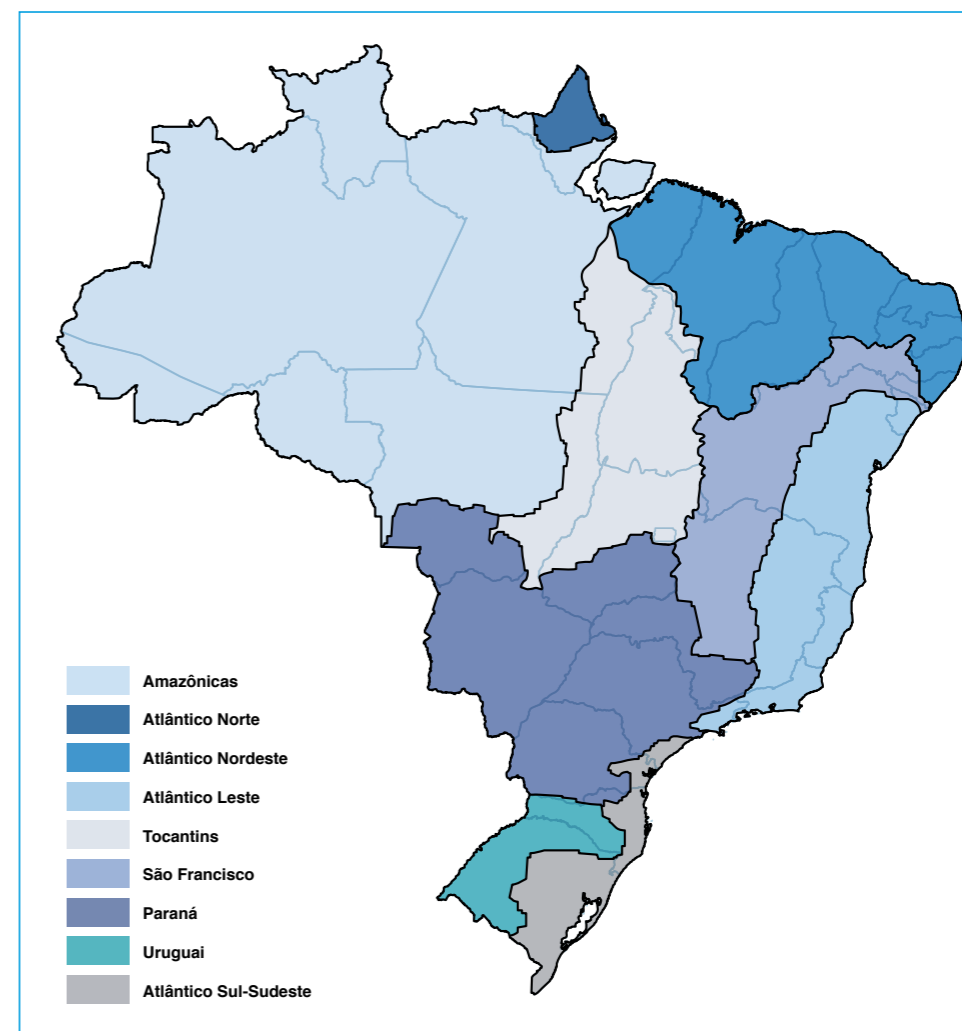 Amazônicas
Atlântico Norte
Atlântico Nordeste
Atlântico Leste
Tocantins
São Francisco
Paraná
Uruguai
Atlântico Sul-Sudeste